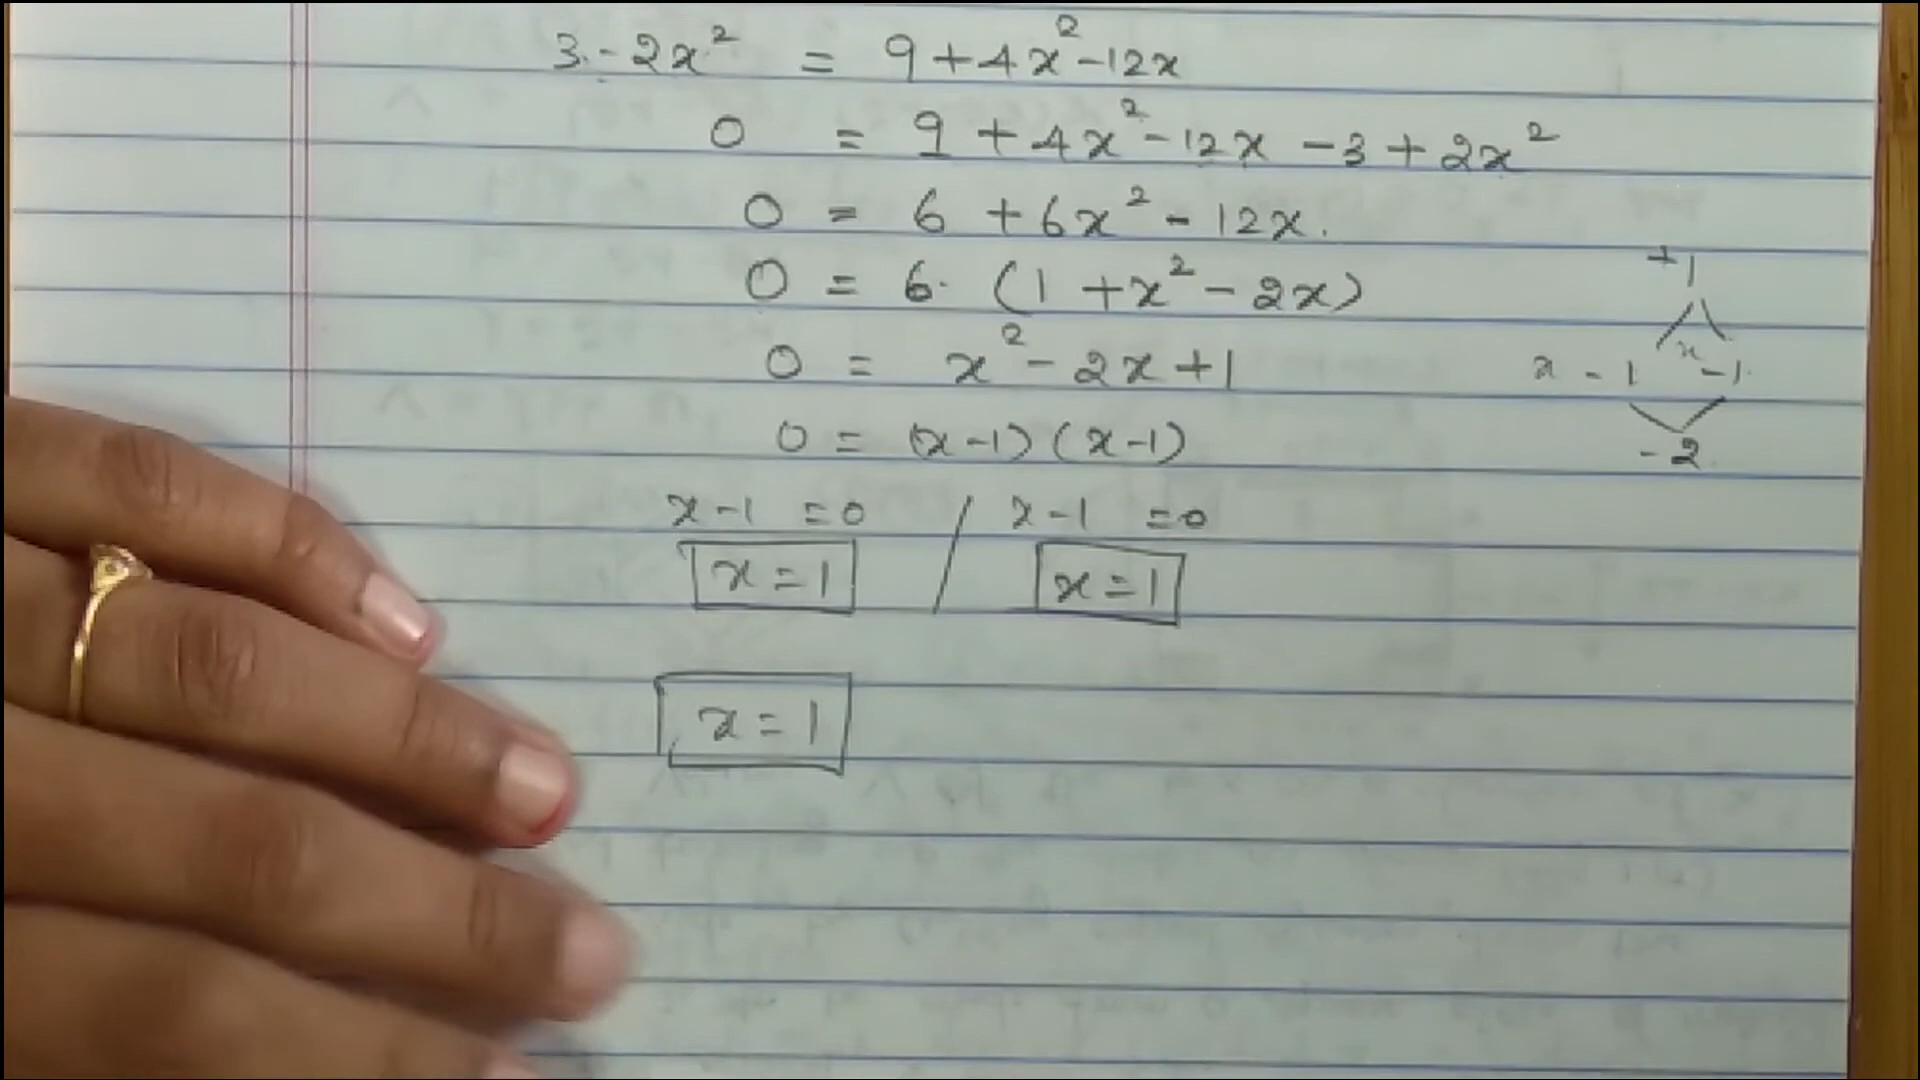 3 - 2x² = 9 + 4x² - 12x
0 = 9 + 4x² - 12x - 3 + 2x²
0 = 6 + 6x² - 12x.
0 = 6. (1 + x² - 2x)
0 = x² - 2x + 1
0 = (x - 1) (x - 1)
x - 1 = 0 / x - 1 = 0
x = 1 x = 1
x = 1
+1
x - 1 x - 1
- 2